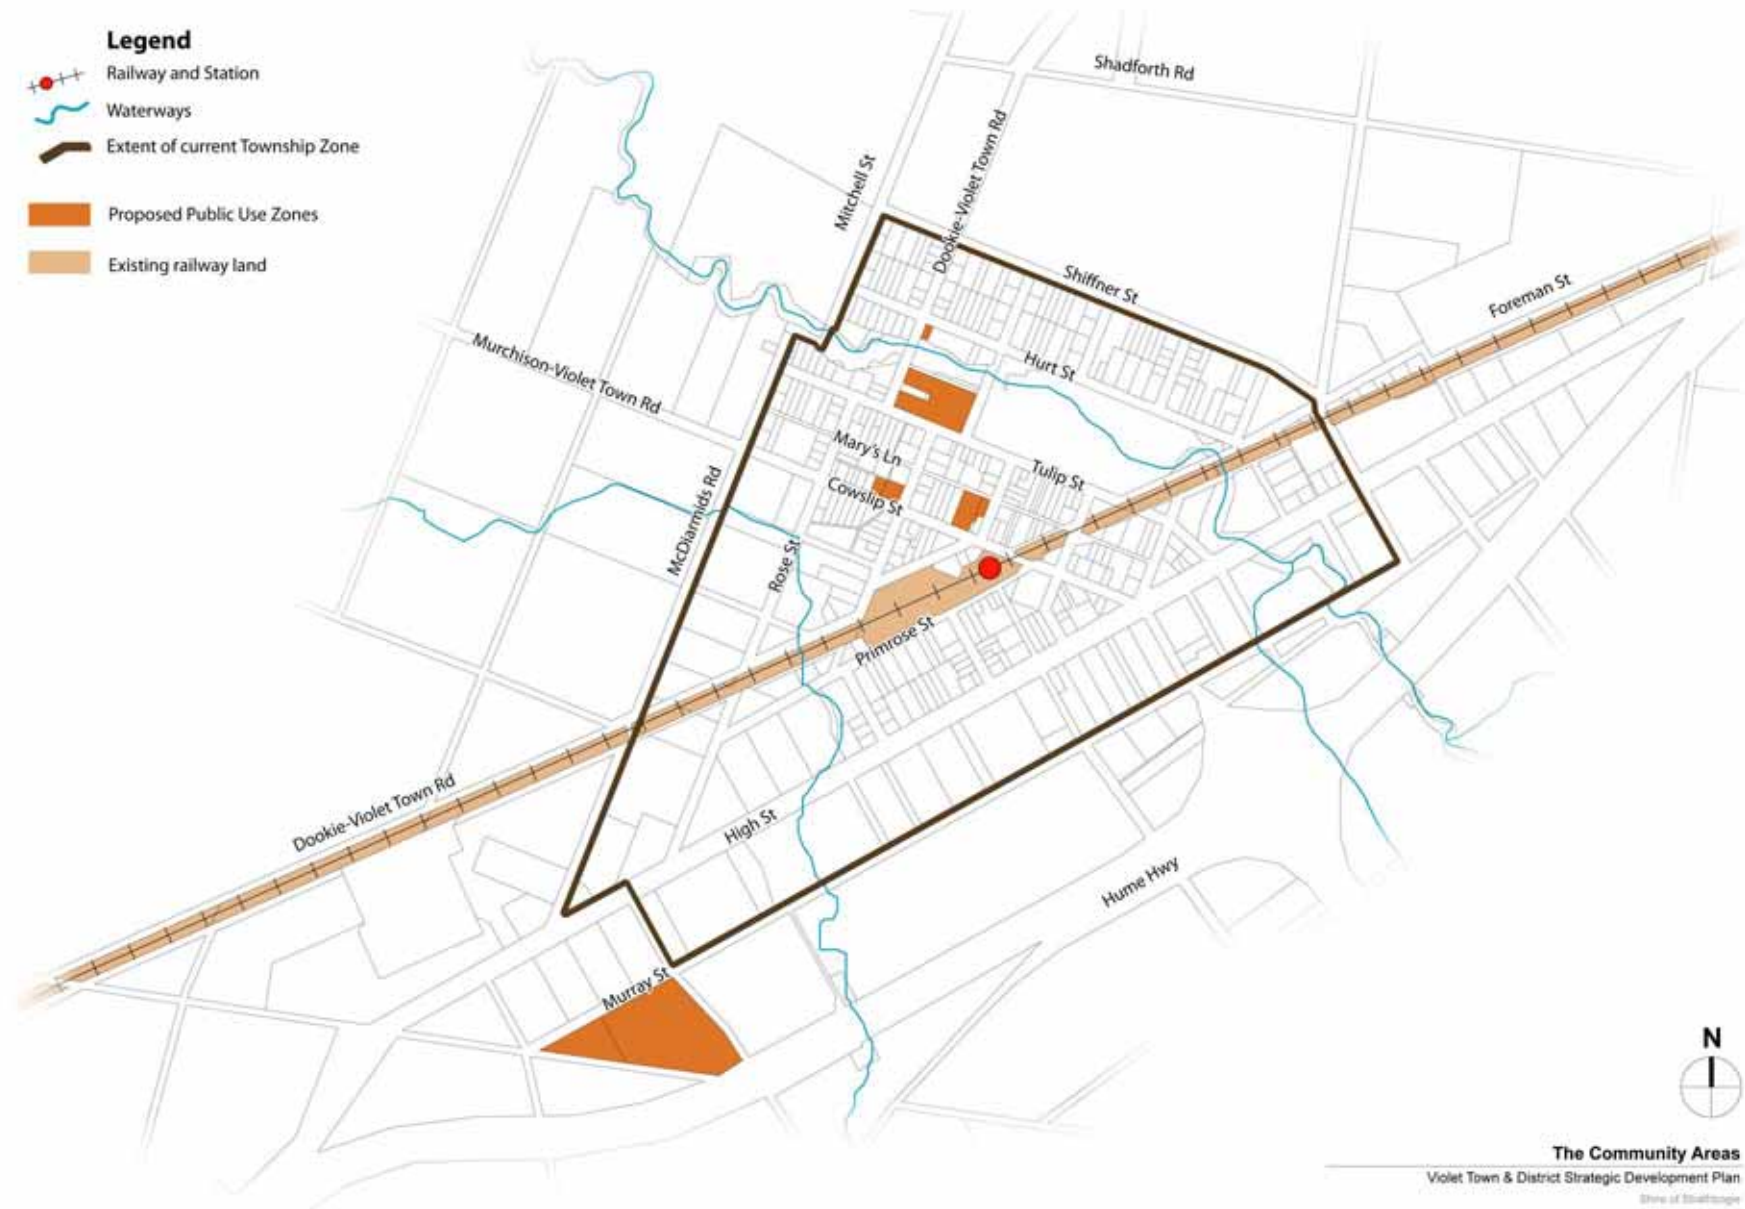 Legend
Railway and Station
Waterways
Extent of current Township Zone
Proposed Public Use Zones
Existing railway land
Shadforth Rd
Dookie-Violet Town Rd
Mitchell St
Shiffner St
Foreman St
Hurt St
Murchison-Violet Town Rd
Mary's Ln
Tulip St
Cowslip St
McDiarmids Rd
Rose St
Primrose St
Dookie-Violet Town Rd
High St
Hume Hwy
Murray St
N
The Community Areas
Violet Town & District Strategic Development Plan
Shire of Strathbogie